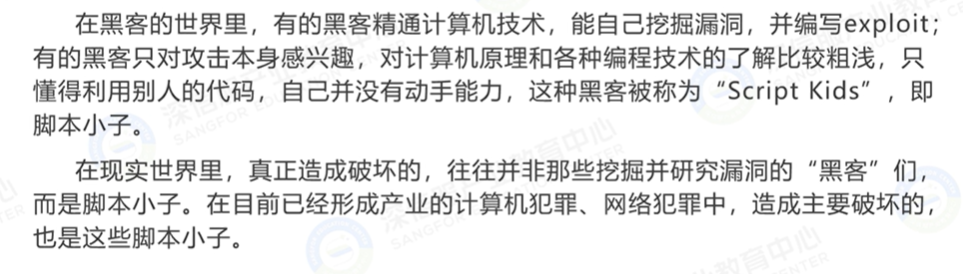 在黑客的世界里，有的黑客精通计算机技术，能自己挖掘漏洞，并编写exploit；
有的黑客只对攻击本身感兴趣，对计算机原理和各种编程技术的了解比较粗浅，只
懂得利用别人的代码，自己并没有动手能力，这种黑客被称为“Script Kids”，即
脚本小子。
在现实世界里，真正造成破坏的，往往并非那些挖掘并研究漏洞的“黑客”们，
而是脚本小子。在目前已经形成产业的计算机犯罪、网络犯罪中，造成主要破坏的，
也是这些脚本小子。